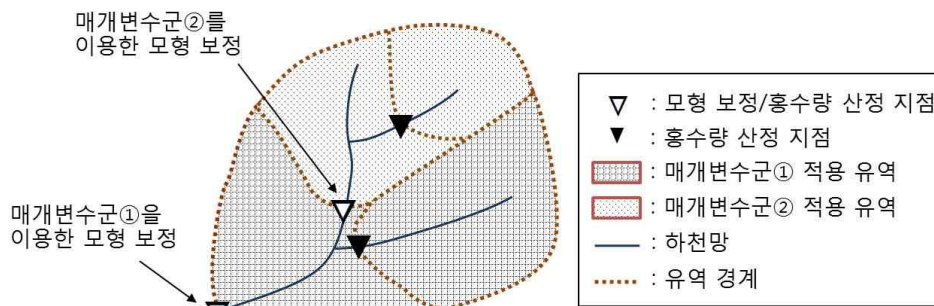 매개변수군②를
이용한 모형 보정
매개변수군①을
이용한 모형 보정
: 모형 보정/홍수량 산정 지점
: 홍수량 산정 지점
: 매개변수군① 적용 유역
: 매개변수군② 적용 유역
: 하천망
: 유역 경계